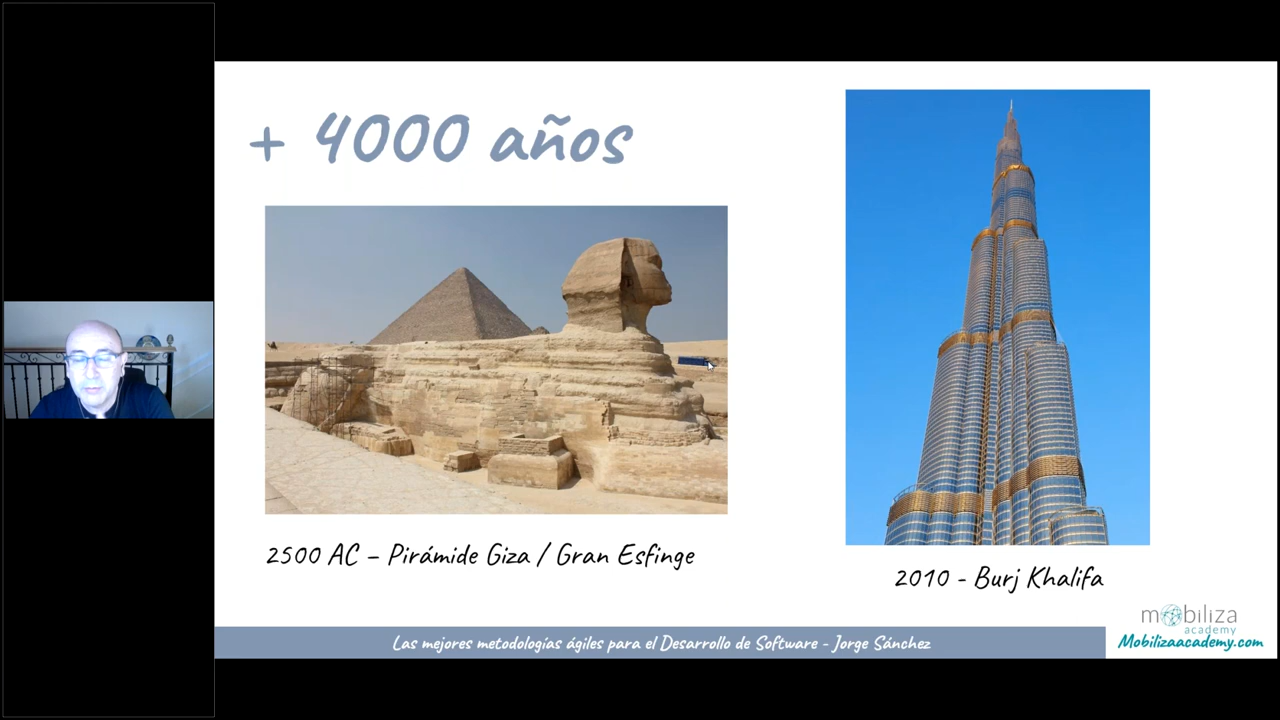 + 4000 años
2500 AC – Pirámide Giza / Gran Esfinge
2010 - Burj Khalifa
mobiliza
academy
Las mejores metodologías ágiles para el Desarrollo de Software - Jorge Sánchez
Mobilizaacademy.com